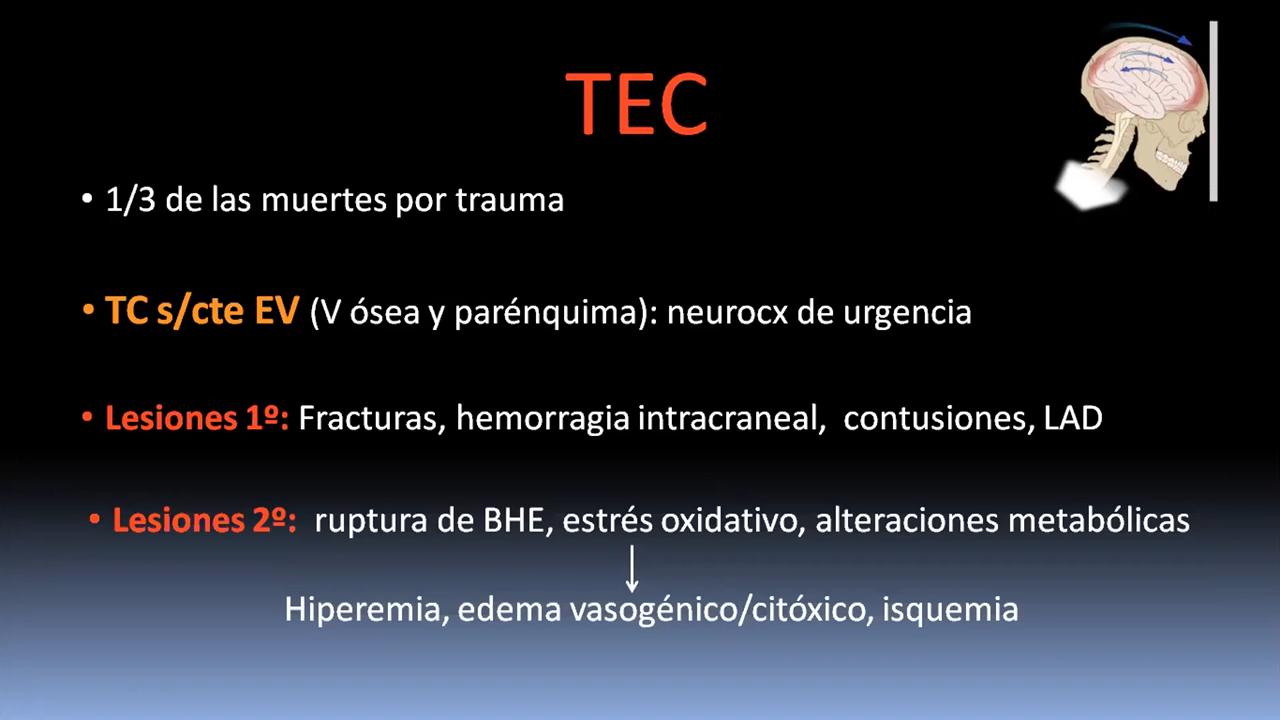 TEC
• 1/3 de las muertes por trauma
• TC s/cte EV (V ósea y parénquima): neurocx de urgencia
• Lesiones 1º: Fracturas, hemorragia intracraneal, contusiones, LAD
• Lesiones 2º: ruptura de BHE, estrés oxidativo, alteraciones metabólicas
Hiperemia, edema vasogénico/citóxico, isquemia